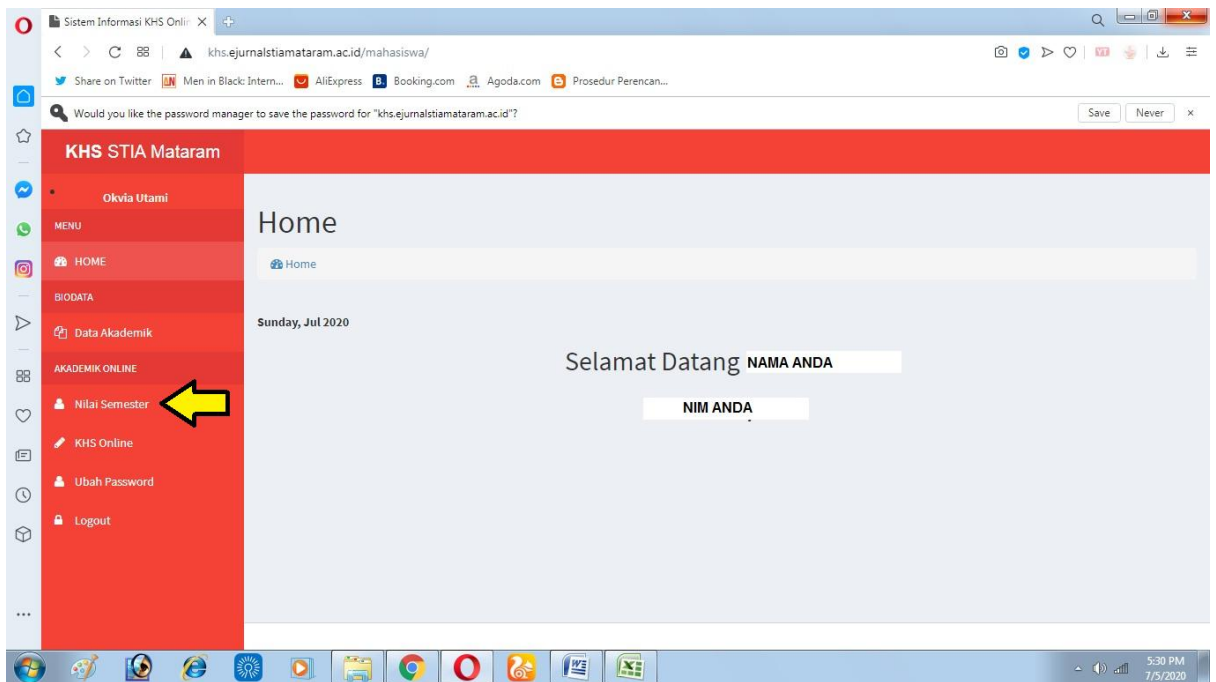 Sistem Informasi KHS Onlin
khs.ejurnalstiamataram.ac.id/mahasiswa/
Share on Twitter Men in Black: Intern... AliExpress Booking.com Agoda.com Prosedur Perencan...
Would you like the password manager to save the password for "khs.ejurnalstiamataram.ac.id"? Save Never
KHS STIA Mataram
Okvia Utami
MENU
HOME
BIODATA
Data Akademik
AKADEMIK ONLINE
Nilai Semester
KHS Online
Ubah Password
Logout
Home
Home
Sunday, Jul 2020
Selamat Datang NAMA ANDA
NIM ANDA
5:30 PM
7/5/2020